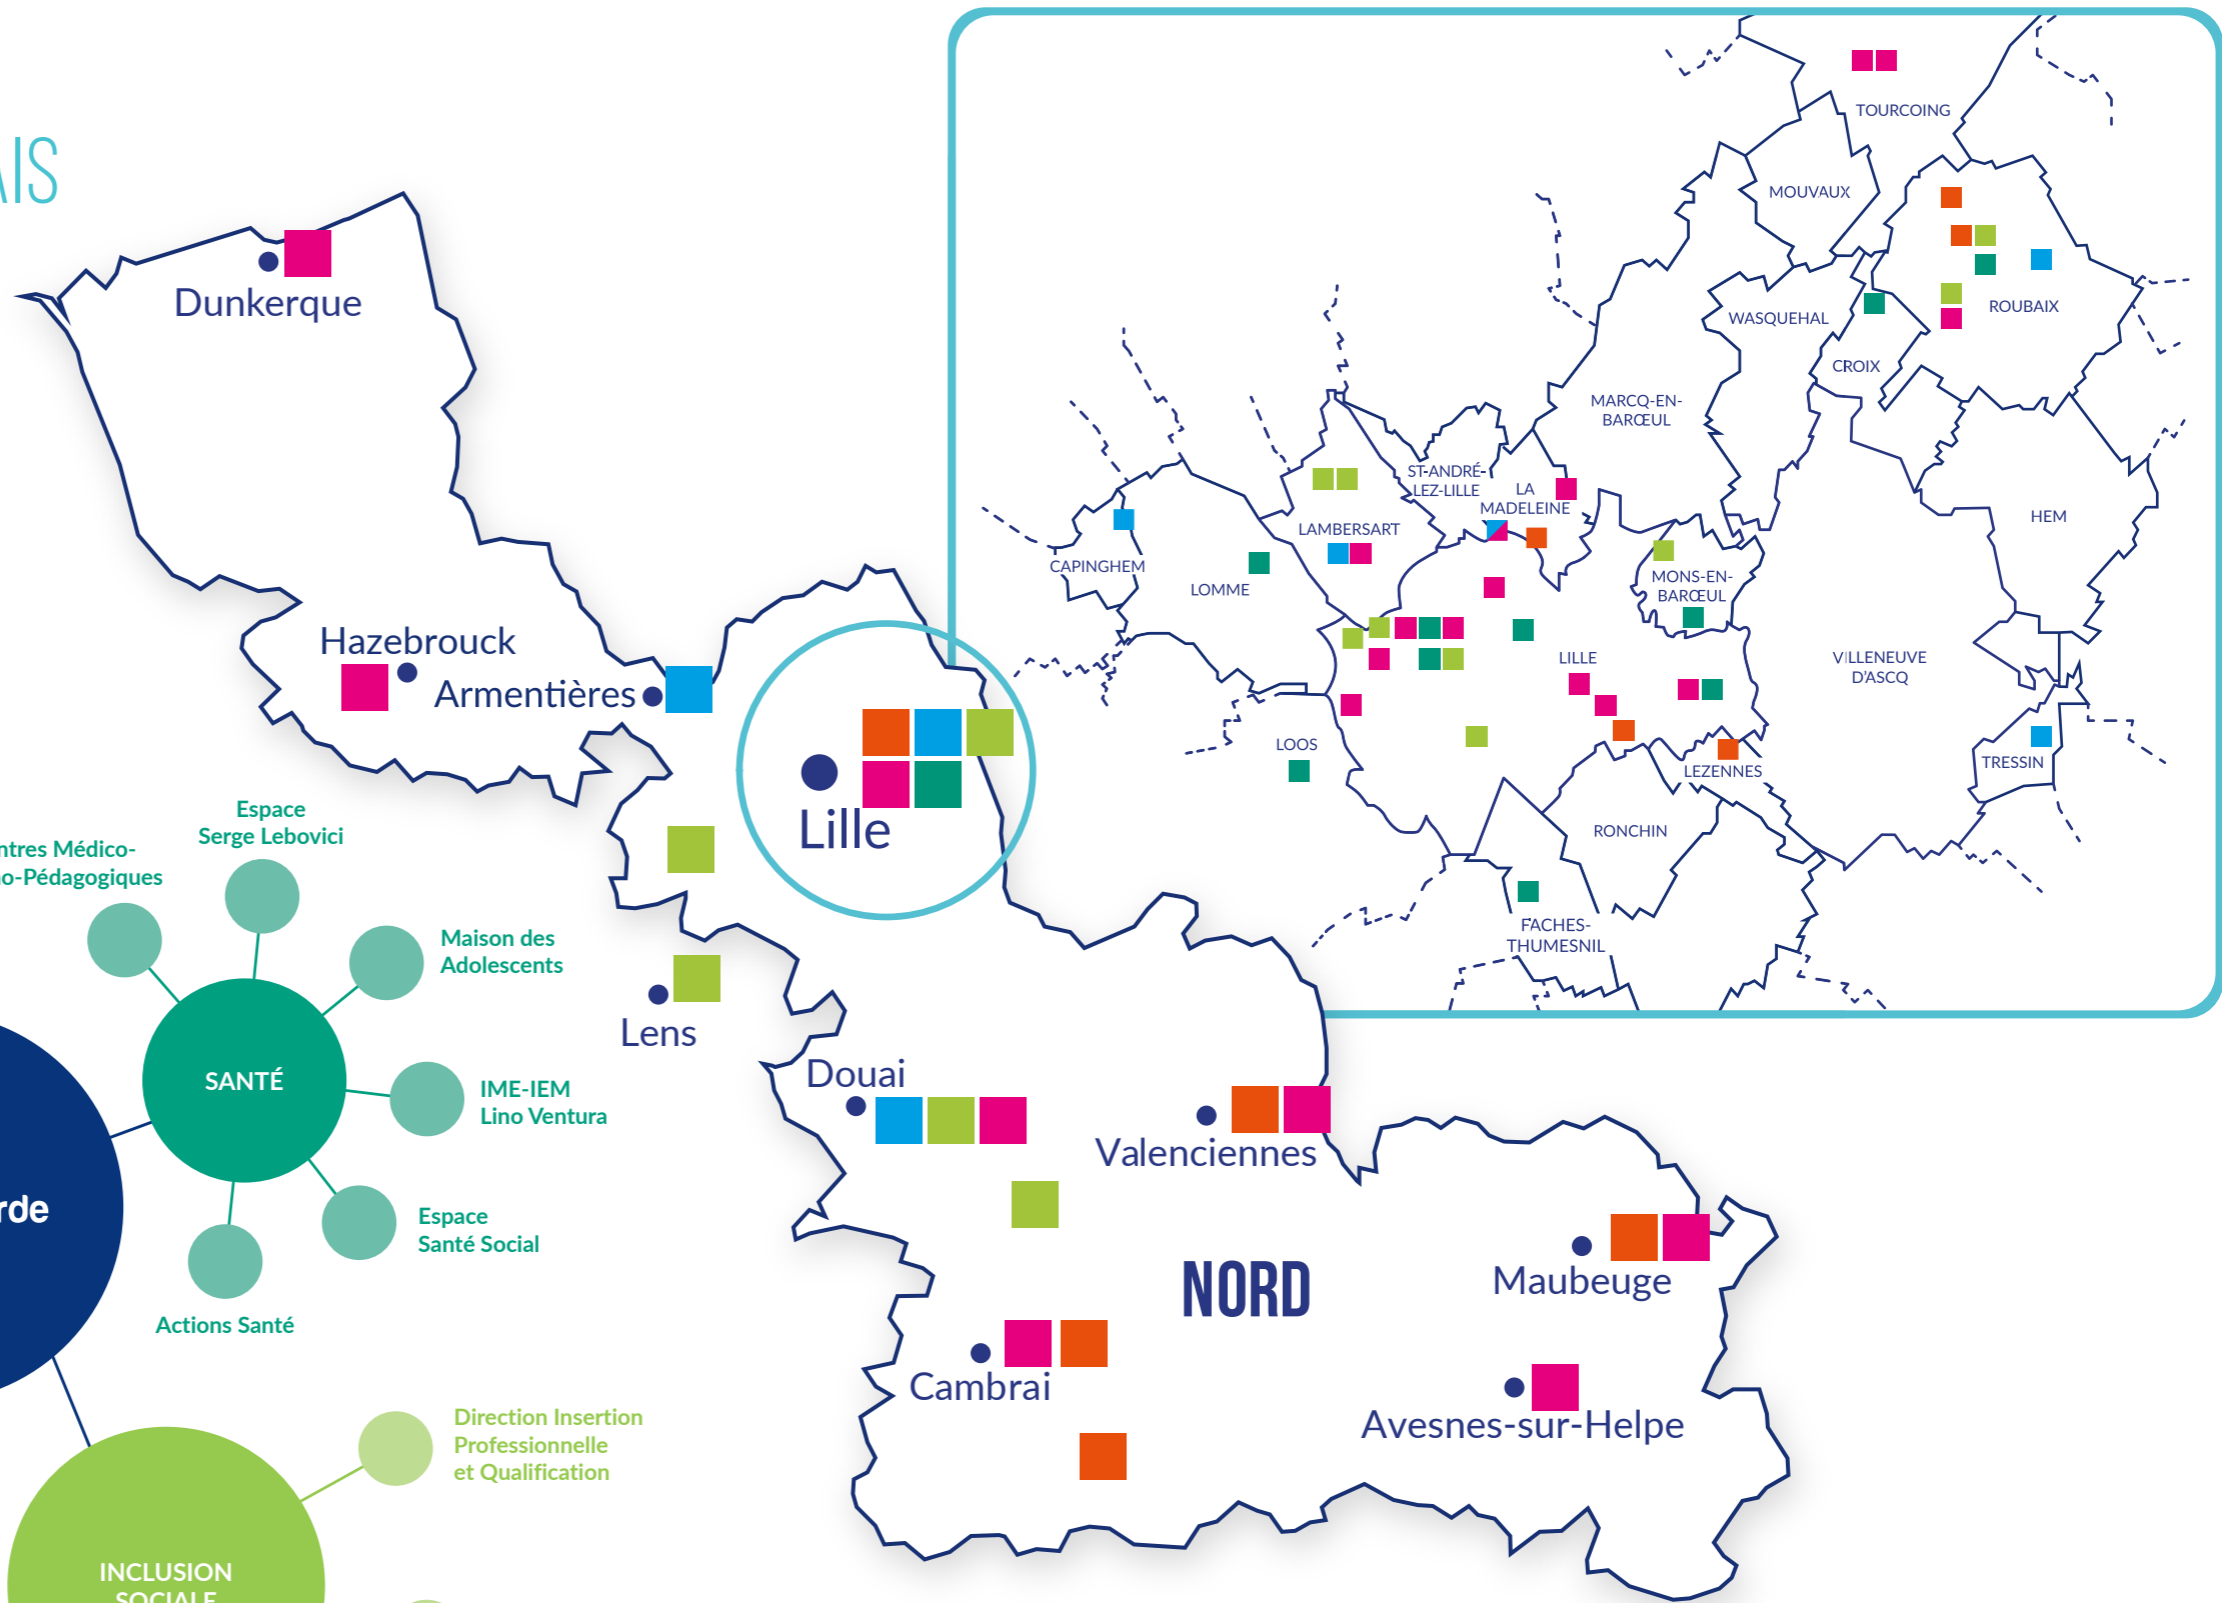 AIS
Dunkerque
Hazebrouck
Armentières
Lille
Lens
Douai
Valenciennes
NORD
Maubeuge
Cambrai
Avesnes-sur-Helpe
TOURCOING
MOUVAUX
ROUBAIX
WASQUEHAL
CROIX
MARCQ-EN-
BARŒUL
ST-ANDRÉ-
LEZ-LILLE
LA
MADELEINE
LAMBERSART
HEM
CAPINGHEM
LOMME
MONS-EN-
BARŒUL
LILLE
VILLENEUVE
D'ASCQ
LOOS
LEZENNES
TRESSIN
RONCHIN
FACHES-
THUMESNIL
Espace
Serge Lebovici
ntres Médico-
o-Pédagogiques
Maison des
Adolescents
SANTÉ
IME-IEM
Lino Ventura
rde
Espace
Santé Social
Actions Santé
Direction Insertion
Professionnelle
et Qualification
INCLUSION
SOCIALE